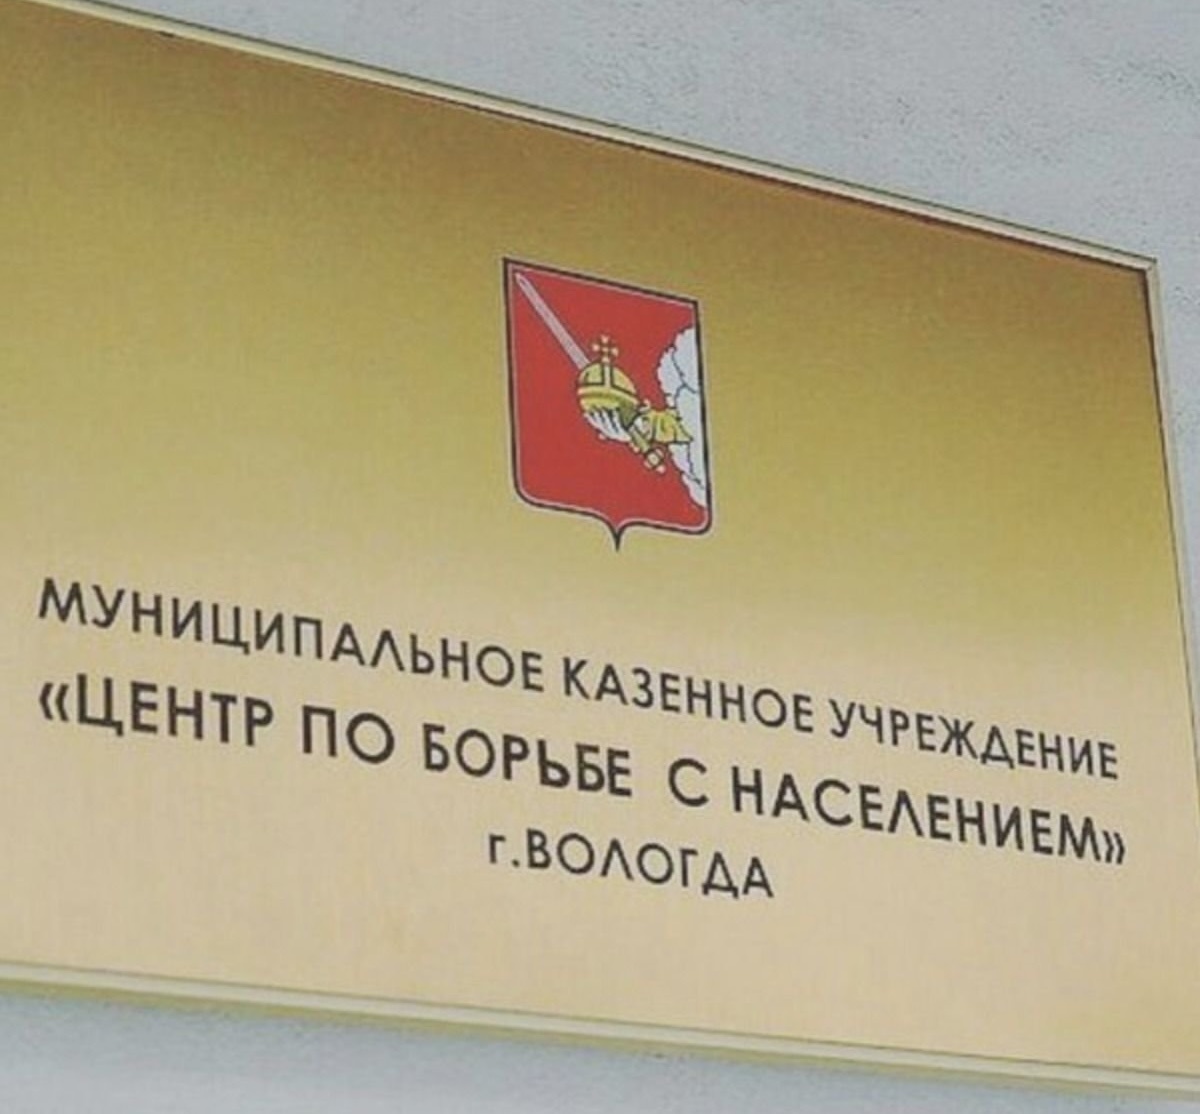 МУНИЦИПАЛЬНОЕ КАЗЕННОЕ УЧРЕЖДЕНИЕ
«ЦЕНТР ПО БОРЬБЕ С НАСЕЛЕНИЕМ»
г.ВОЛОГДА